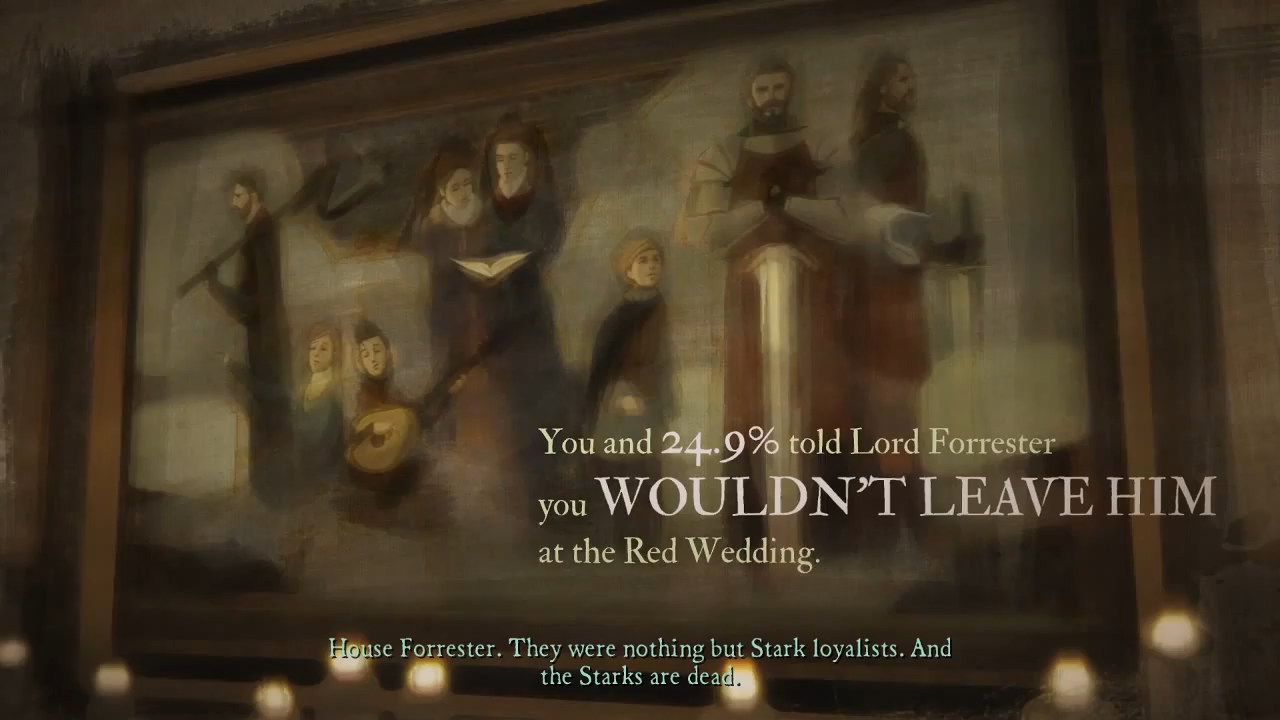 You and 24.9% told Lord Forrester
you WOULDN'T LEAVE HIM
at the Red Wedding.
House Forrester. They were nothing but Stark loyalists. And
the Starks are dead.